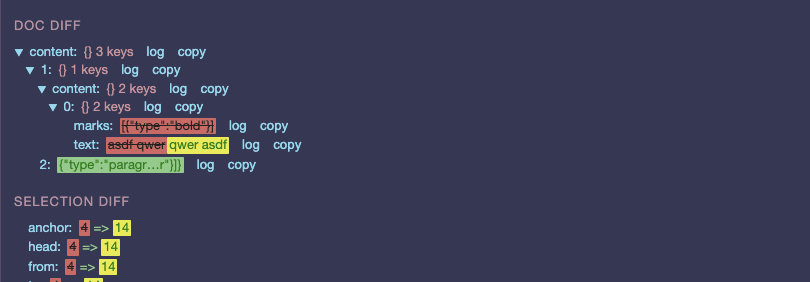 DOC DIFF
content: {} 3 keys log copy
1: {} 1 keys log copy
content: {} 2 keys log copy
0: {} 2 keys log copy
marks: [{"type":"bold"}] log copy
text: asdf qwer qwer asdf log copy
2: {"type":"paragr…r"}]} log copy
SELECTION DIFF
anchor: 4 => 14
head: 4 => 14
from: 4 => 14